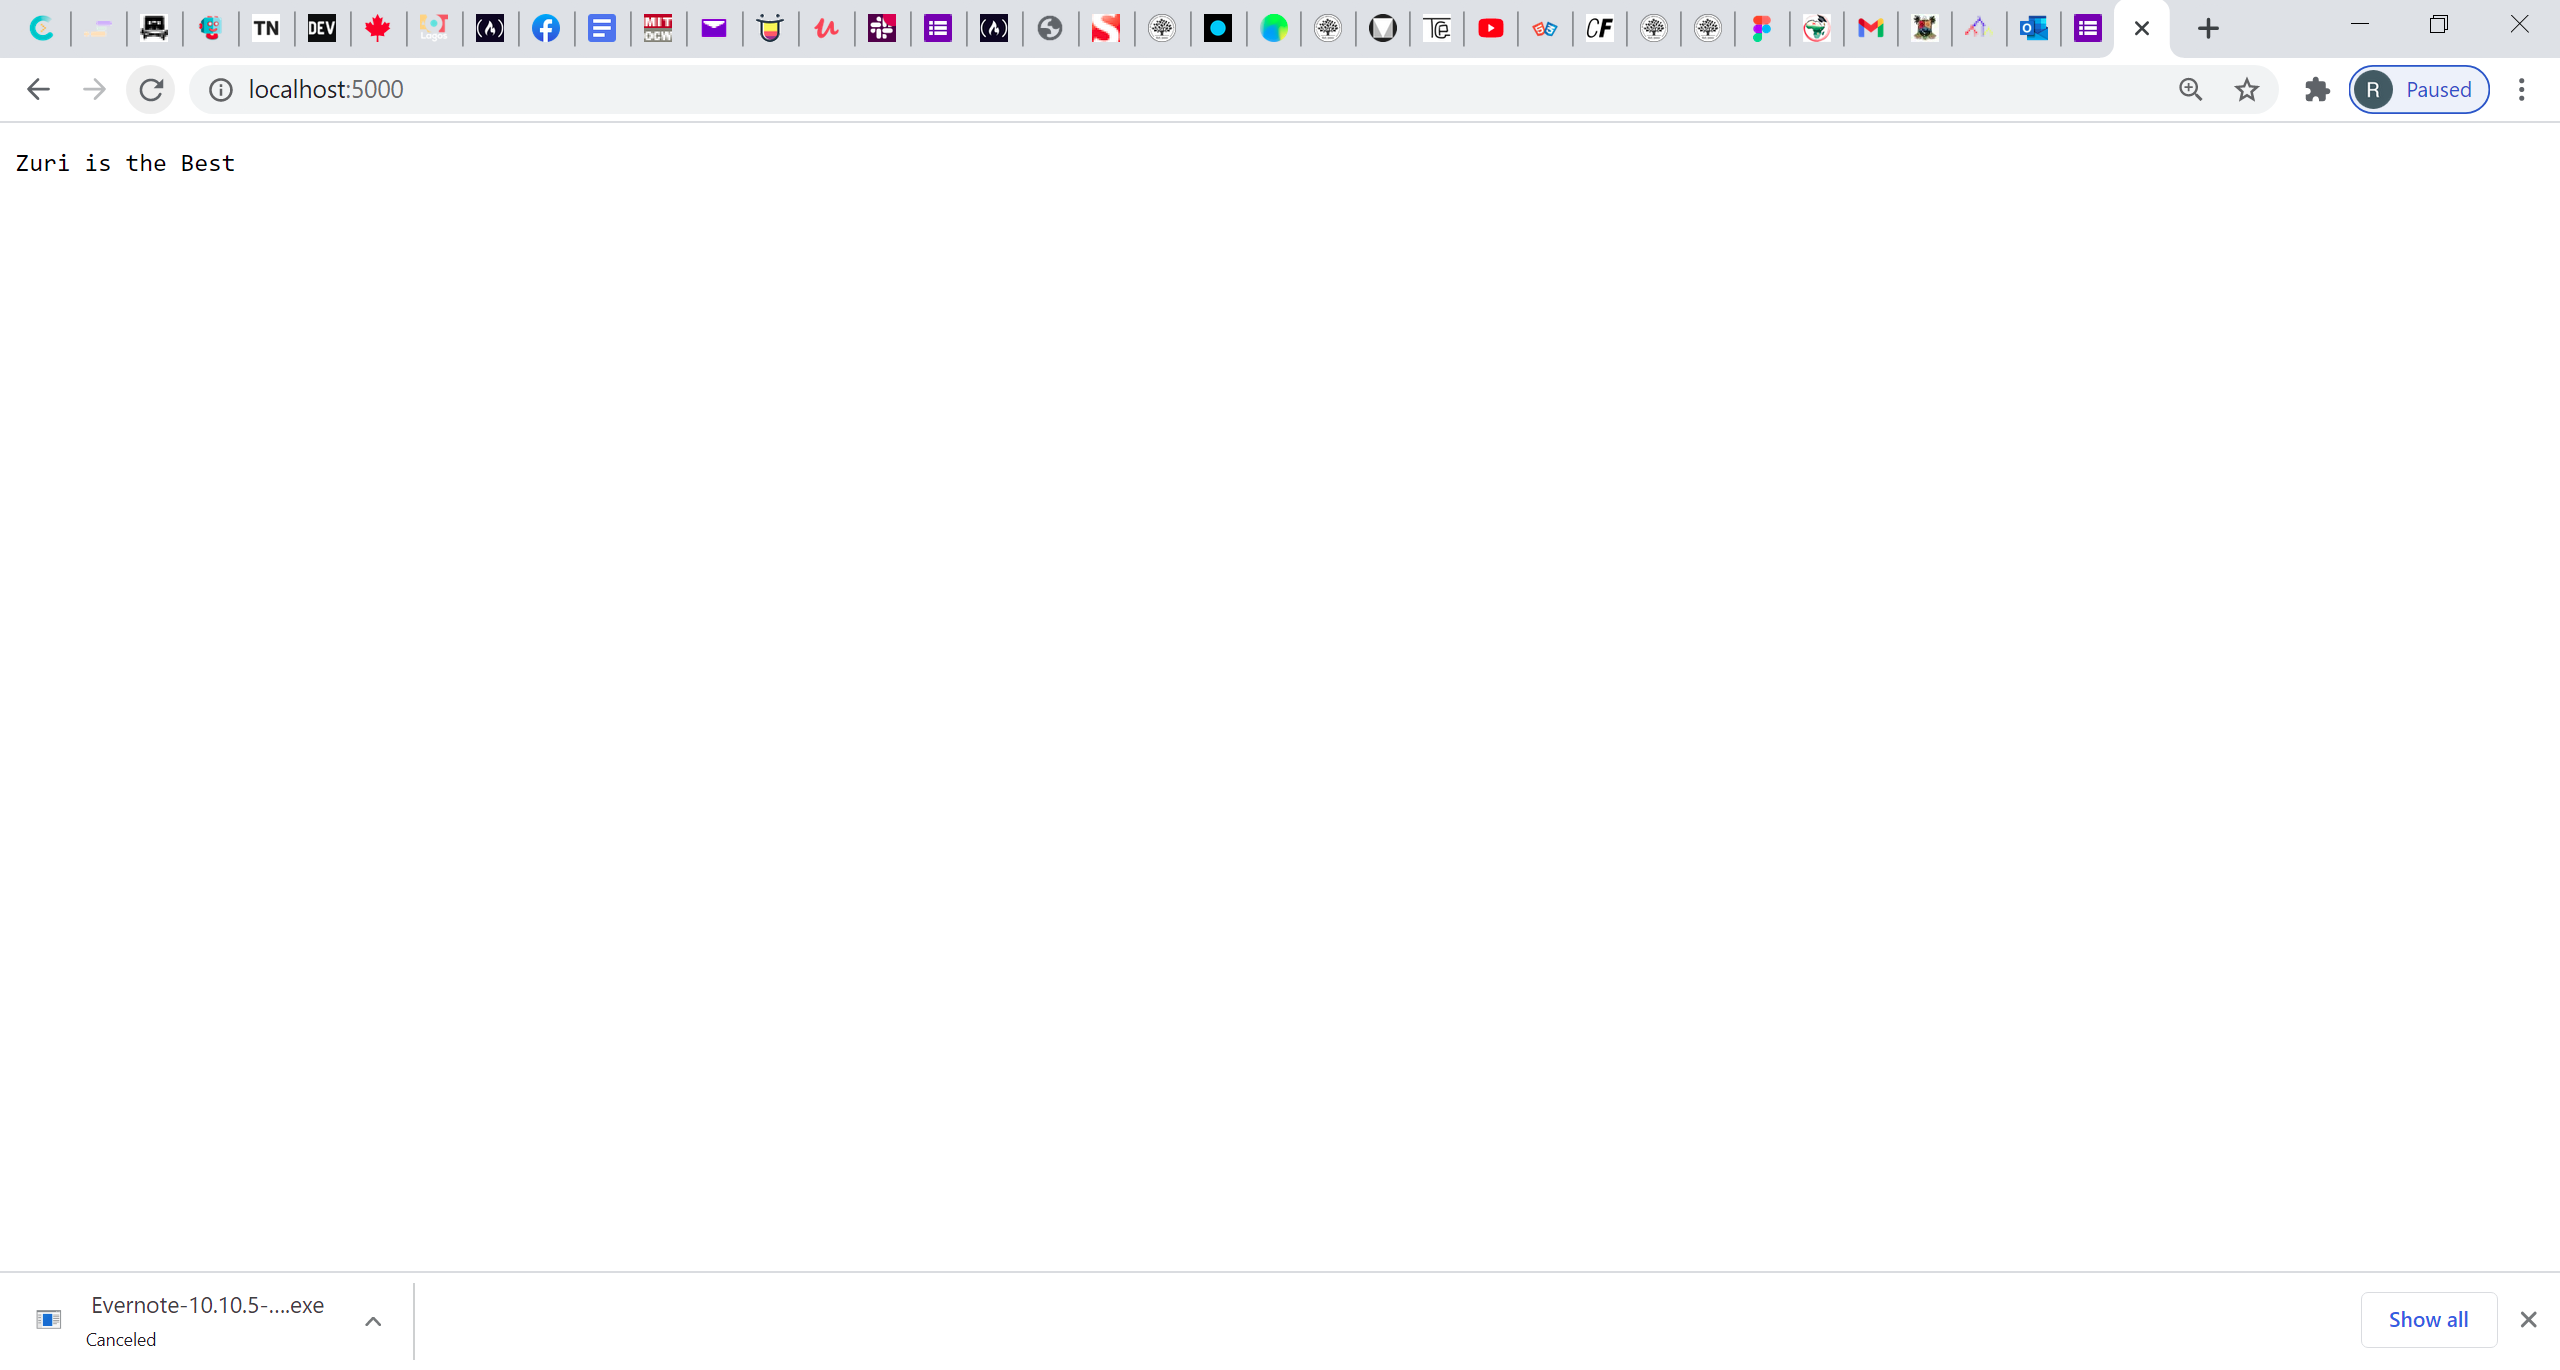 TN DEV Logos MIT OCW CF
localhost:5000
R Paused
Zuri is the Best
Evernote-10.10.5-....exe
Canceled
Show all